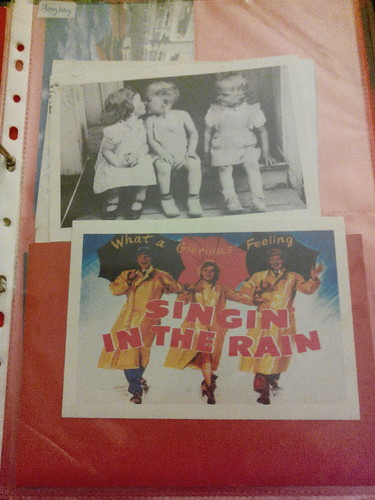 What a Glorious Feeling
SINGIN'
IN THE RAIN